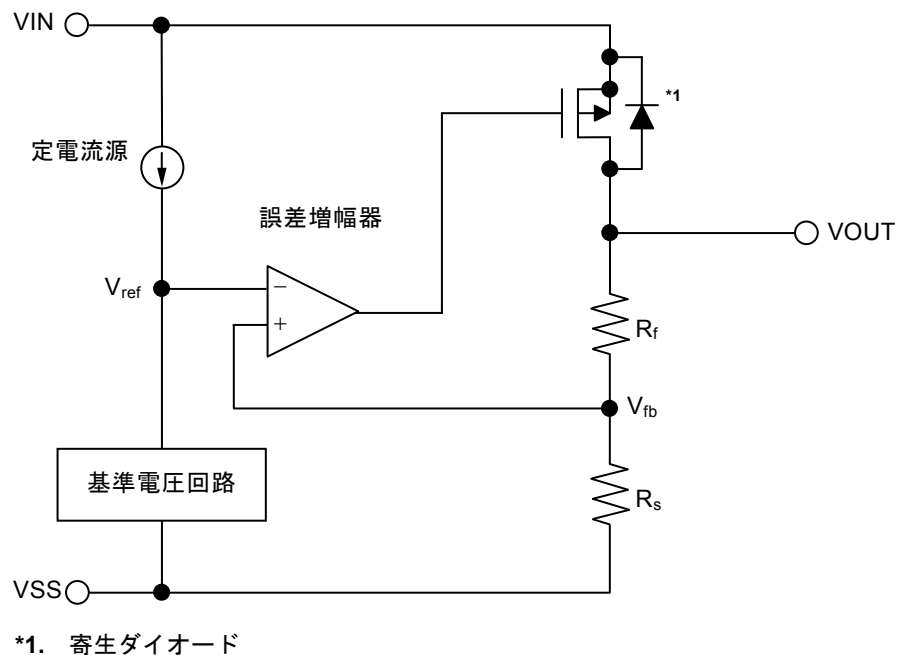 VIN
*1
定電流源
誤差増幅器
VOUT
Vref
−
+
Rf
Vfb
基準電圧回路
Rs
VSS
*1. 寄生ダイオード